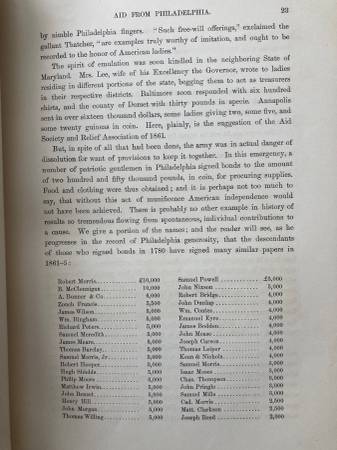 AID FROM PHILADELPHIA. 23
by nimble Philadelphia fingers. "Such free-will offerings," exclaimed the
gallant Thatcher, "are examples truly worthy of imitation, and ought to be
recorded to the honor of American ladies."
The spirit of emulation was soon kindled in the neighboring State of
Maryland. Mrs. Lee, wife of his Excellency the Governor, wrote to ladies
residing in different portions of the state, begging them to act as treasurers
in their respective districts. Baltimore soon responded with six hundred
shirts, and the county of Dorset with thirty pounds in specie. Annapolis
sent in over sixteen thousand dollars, some ladies giving two, some five, and
some twenty guineas in coin. Here, plainly, is the suggestion of the Aid
Society and Relief Association of 1861.
But, in spite of all that had been done, the army was in actual danger of
dissolution for want of provisions to keep it together. In this emergency, a
number of patriotic gentlemen in Philadelphia signed bonds to the amount
of two hundred and fifty thousand pounds, in coin, for procuring supplies.
Food and clothing were thus obtained; and it is perhaps not too much to
say, that without this act of munificence American independence would
not have been achieved. There is probably no other example in history of
results so tremendous flowing from spontaneous, individual contributions to
a cause. We give a portion of the names; and the reader will see, as he
progresses in the record of Philadelphia generosity, that the descendants
of those who signed bonds in 1780 have signed many similar papers in
1861-5:
Robert Morris £10,000
B. McClenigan 10,000
A. Bonner & Co. 6,000
Tench Francis 5,500
James Wilson 5,000
Wm. Bingham 5,000
Richard Peters 5,000
Samuel Meredith 5,000
James Mease 5,000
Thomas Barclay 5,000
Samuel Morris, Jr. 5,000
Robert Hooper 5,000
Hugh Shields 5,000
Philip Moore 5,000
Matthew Irwin 5,000
John Benzet 5,000
Henry Hill 5,000
John Morgan 5,000
Thomas Willing 5,000
Samuel Powell £5,000
John Nixson 5,000
Robert Bridge 4,000
John Dunlap 4,000
Wm. Coates 4,000
Emanuel Eyre 4,000
James Bodden 4,000
John Mease 4,000
Joseph Carson 4,000
Thomas Leiper 4,000
Kean & Nichols 4,000
Samuel Morris 3,000
Isaac Moses 3,000
Chas. Thompson 3,000
John Pringle 3,000
Samuel Mills 3,000
Cad. Morris 2,500
Matt. Clarkson 2,500
Joseph Reed 2,000